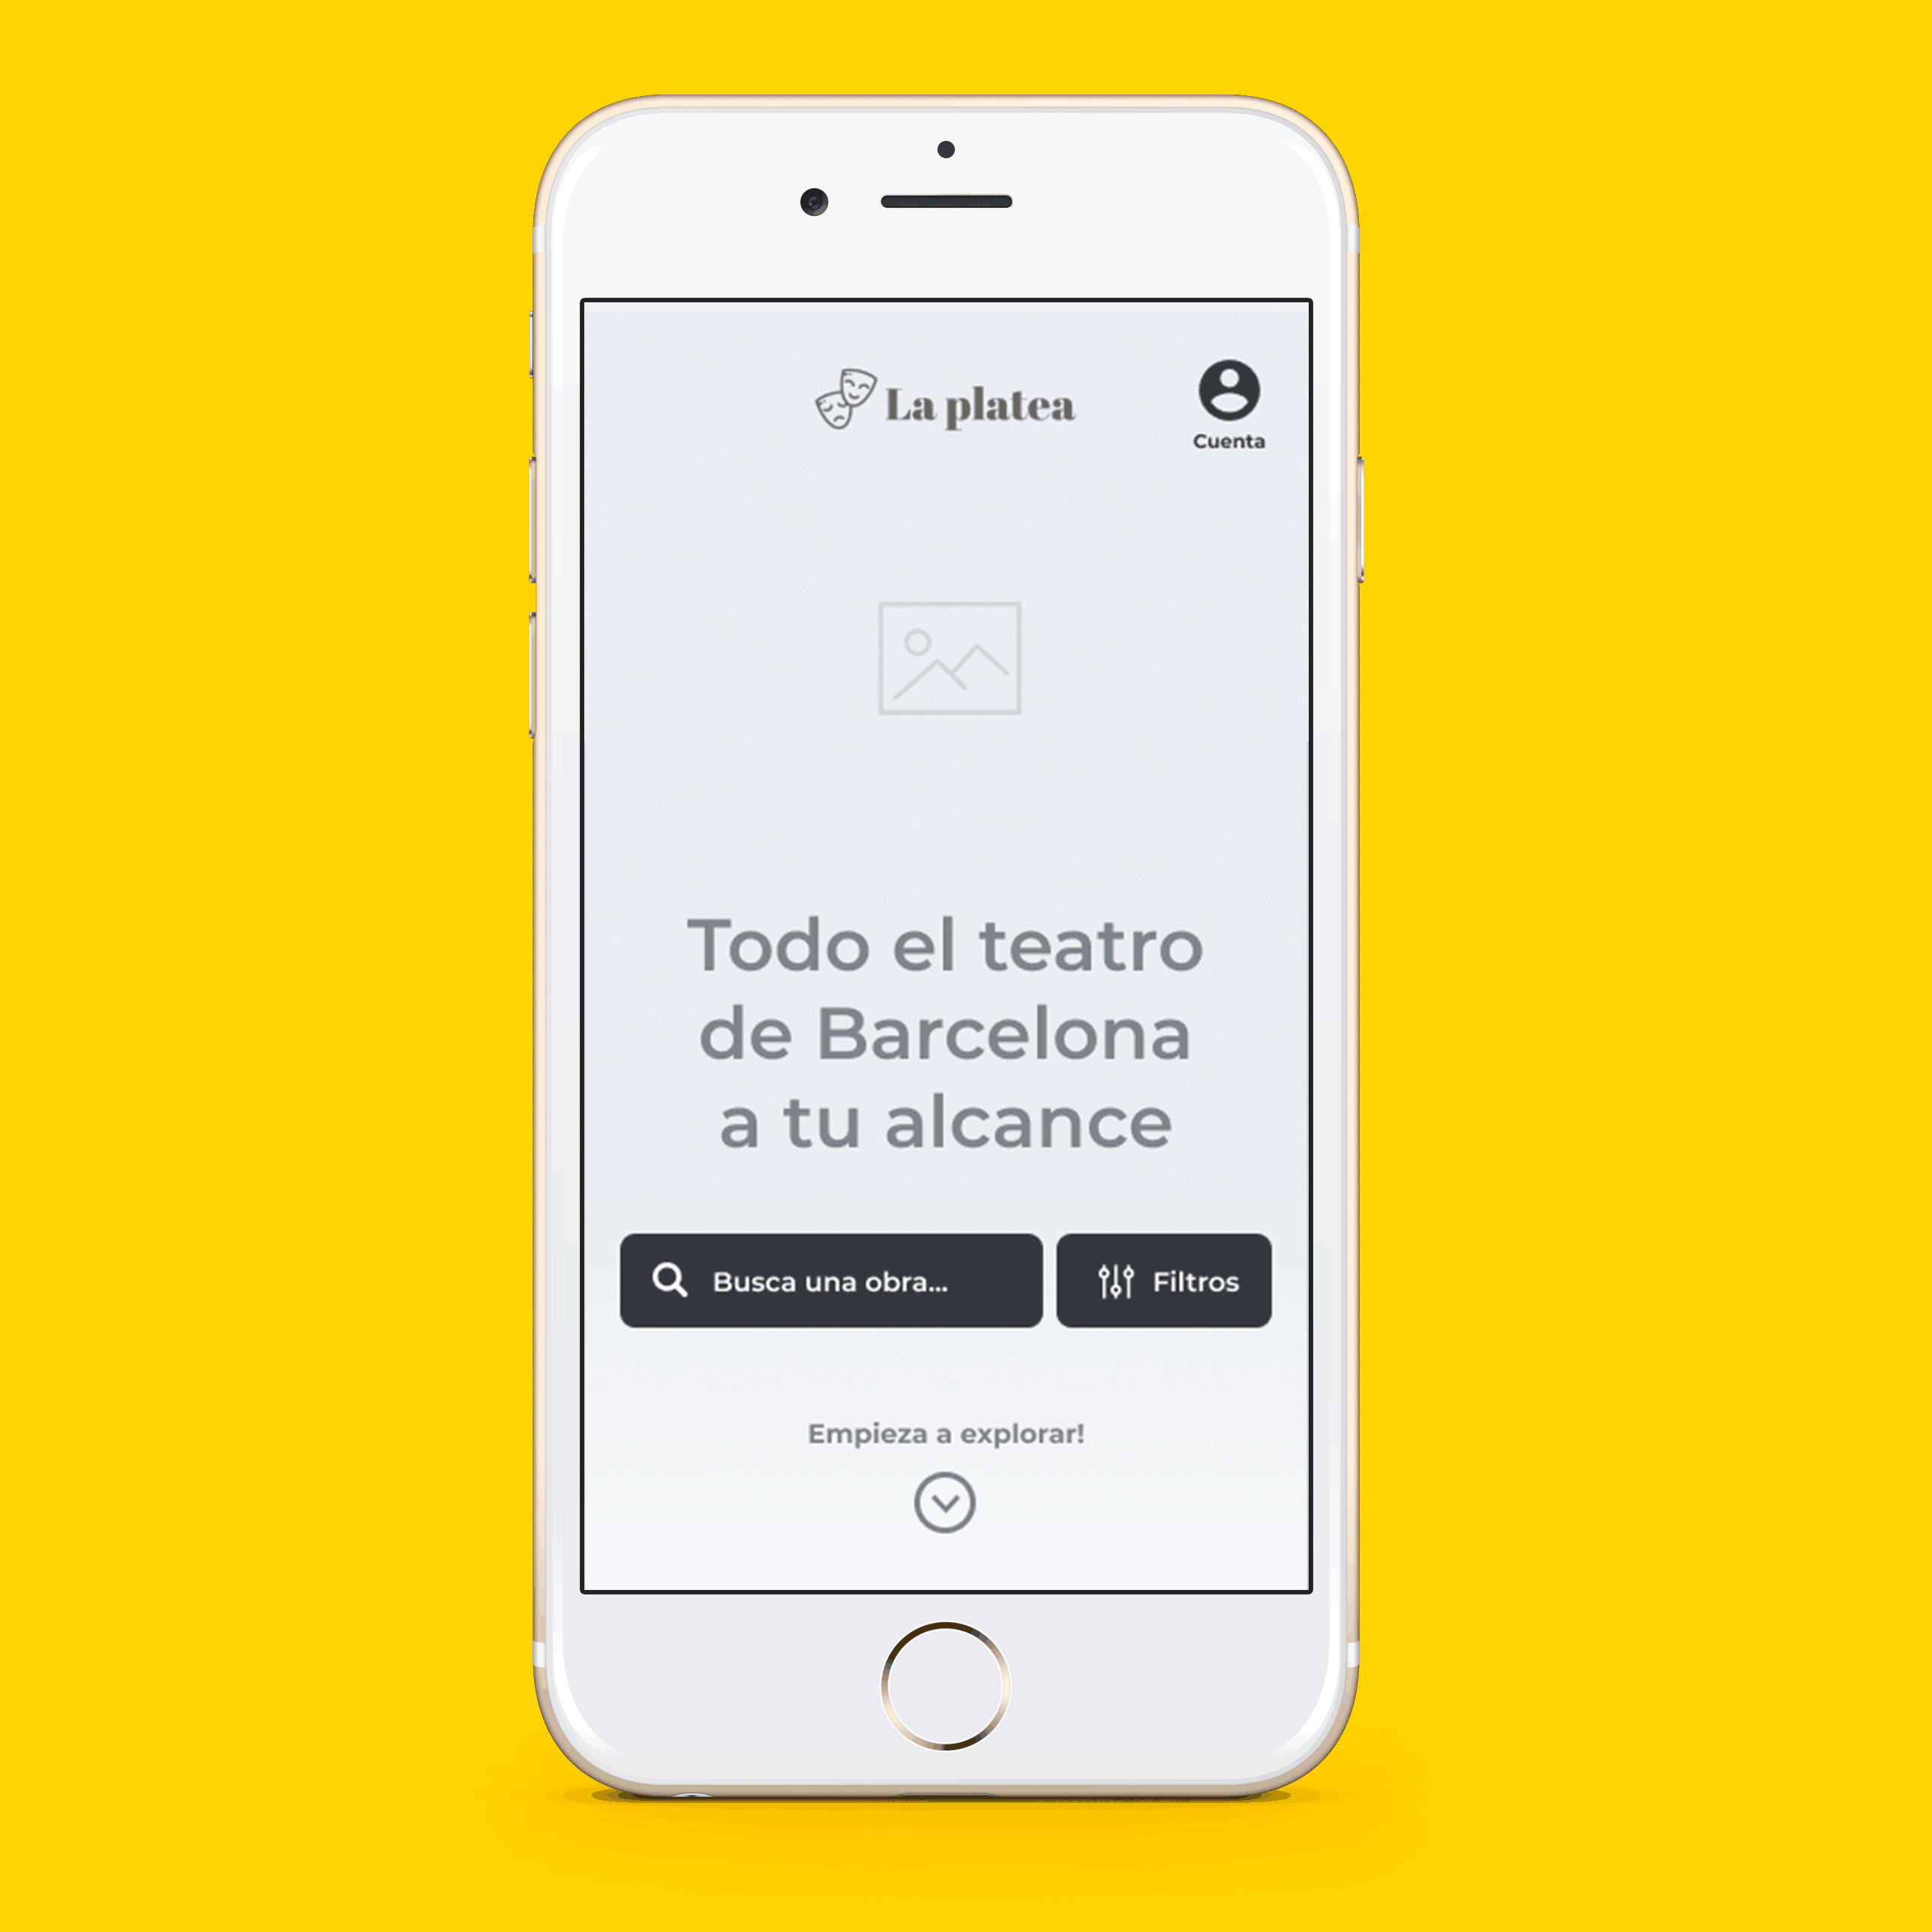 La platea
Cuenta
Todo el teatro
de Barcelona
a tu alcance
Busca una obra...
Filtros
Empieza a explorar!